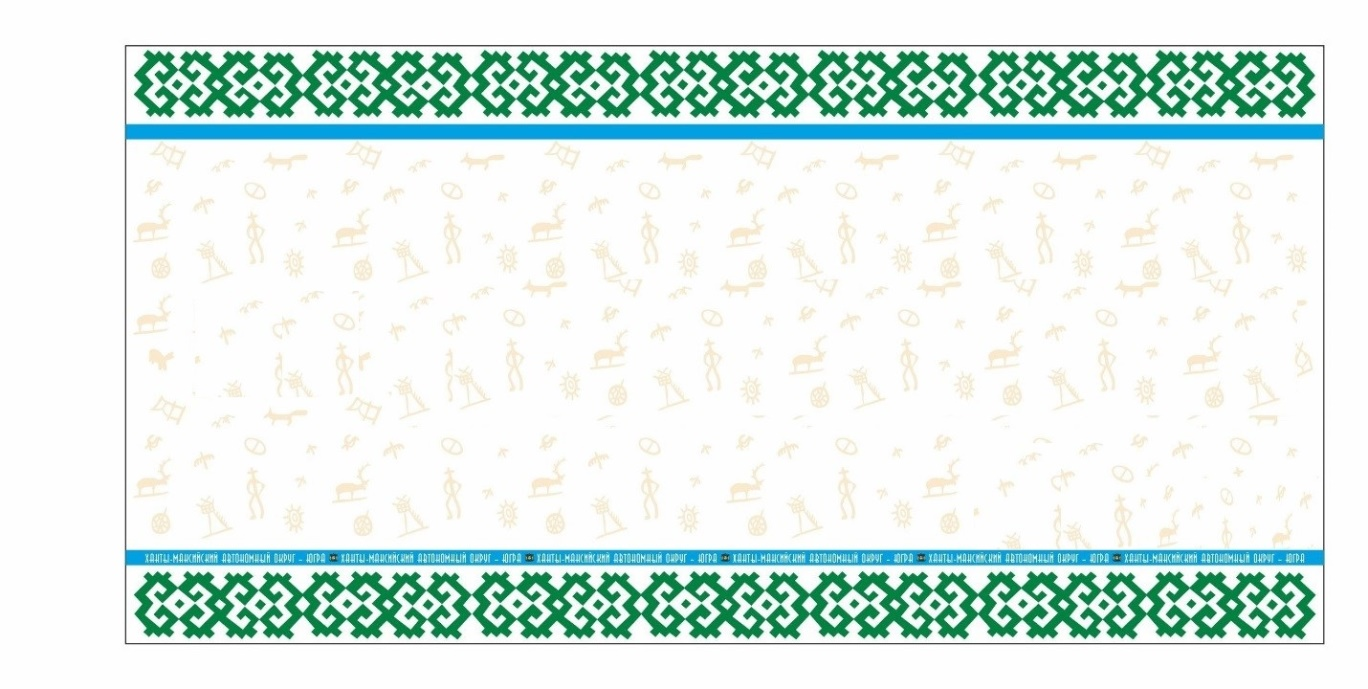 ХАНТЫ-МАНСИЙСКИЙ АВТОНОМНЫЙ ОКРУГ - ЮГРА ХАНТЫ-МАНСИЙСКИЙ АВТОНОМНЫЙ ОКРУГ - ЮГРА ХАНТЫ-МАНСИЙСКИЙ АВТОНОМНЫЙ ОКРУГ - ЮГРА ХАНТЫ-МАНСИЙСКИЙ АВТОНОМНЫЙ ОКРУГ - ЮГРА ХАНТЫ-МАНСИЙСКИЙ АВТОНОМНЫЙ ОКРУГ - ЮГРА ХАНТЫ-МАНСИЙСКИЙ АВТОНОМНЫЙ ОКРУГ - ЮГРА